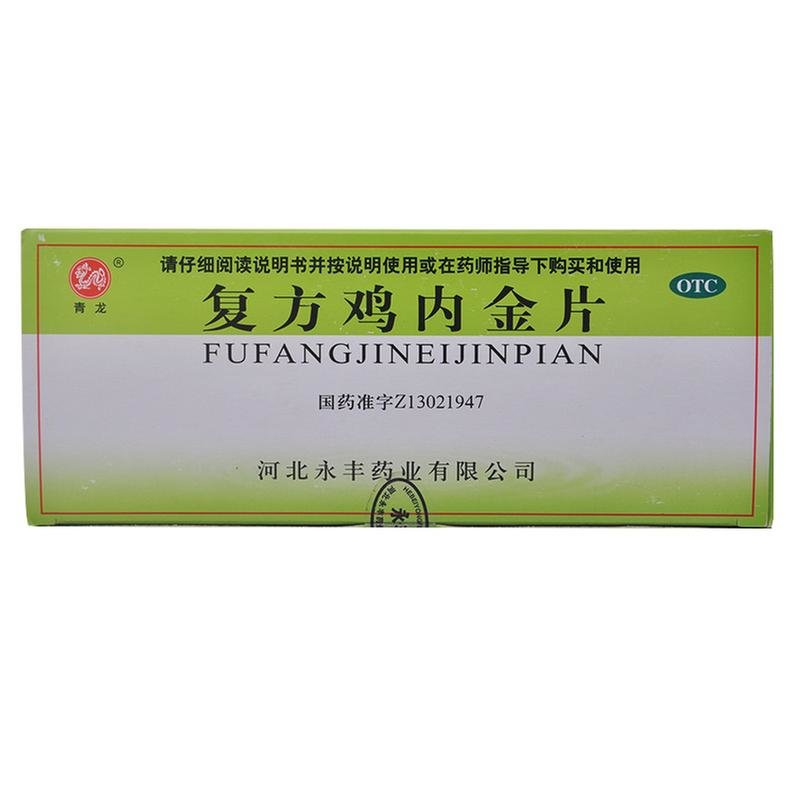 请仔细阅读说明书并按说明使用或在药师指导下购买和使用
®
青龙
OTC
复方鸡内金片
FUFANGJINEIJINPIAN
国药准字Z13021947
河北永丰药业有限公司
永